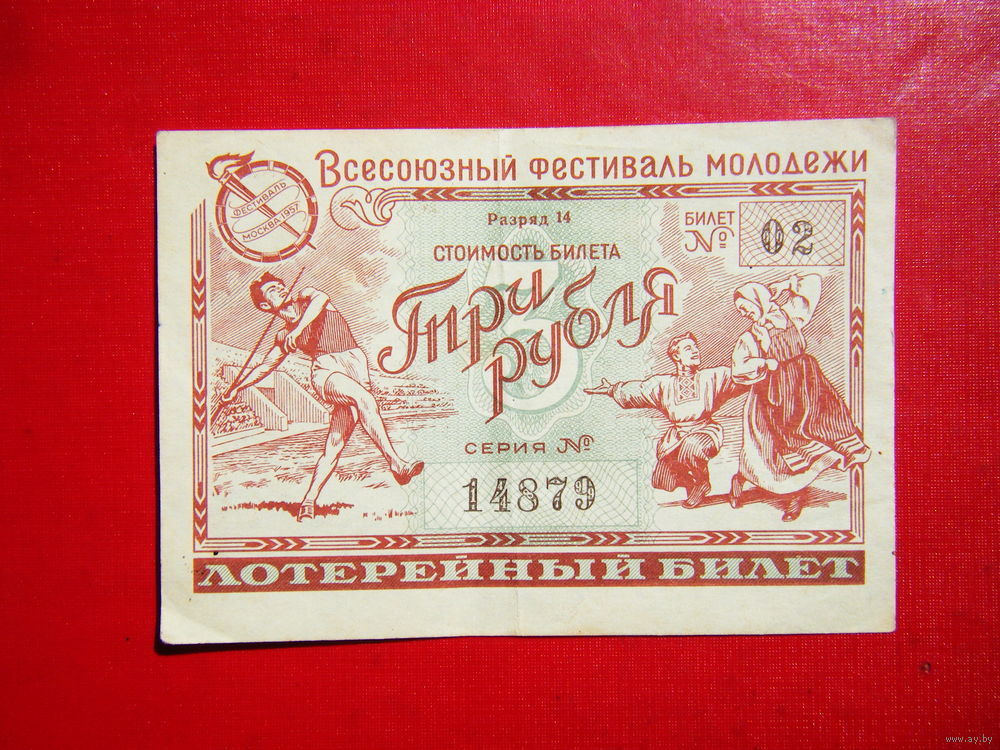 Всесоюзный фестиваль молодежи
ФЕСТИВАЛЬ
МОСКВА 1957
Разряд 14
БИЛЕТ
№ 02
СТОИМОСТЬ БИЛЕТА
3
Три
рубля
СЕРИЯ №
14879
ЛОТЕРЕЙНЫЙ БИЛЕТ
www.ay.by